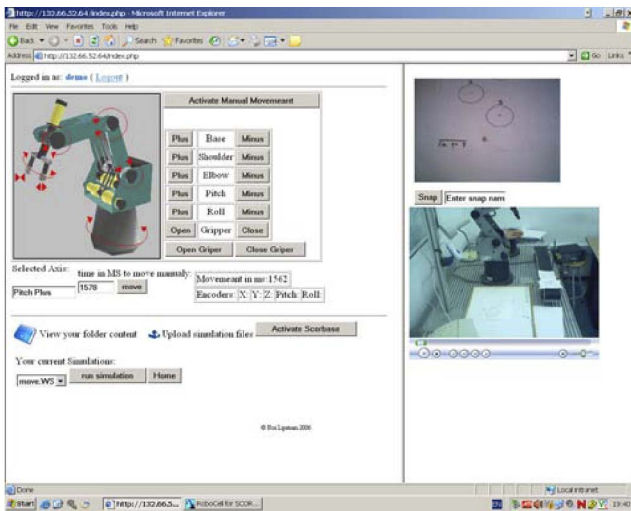 http://132.66.52.64/index.php - Microsoft Internet Explorer
File Edit View Favorites Tools Help
Back Search Favorites
Address http://132.66.52.64/index.php Go Links
Logged in as: demo ( Logout )
Activate Manual Movemeant
Plus Base Minus
Plus Shoulder Minus
Plus Elbow Minus
Plus Pitch Minus
Plus Roll Minus
Open Gripper Close
Open Griper Close Griper
Selected Axis: time in MS to move manualy:
Pitch Plus 1578 move
Movemeant in ms:1562
Encoders: X: Y: Z: Pitch: Roll:
View your folder content Upload simulation files Activate Scorbase
Your current Simulations:
move.WS run simulation Home
2006
Snap Enter snap nam
Done Local intranet
Start http://132.66.5... RoboCell for SCOR... 19:40